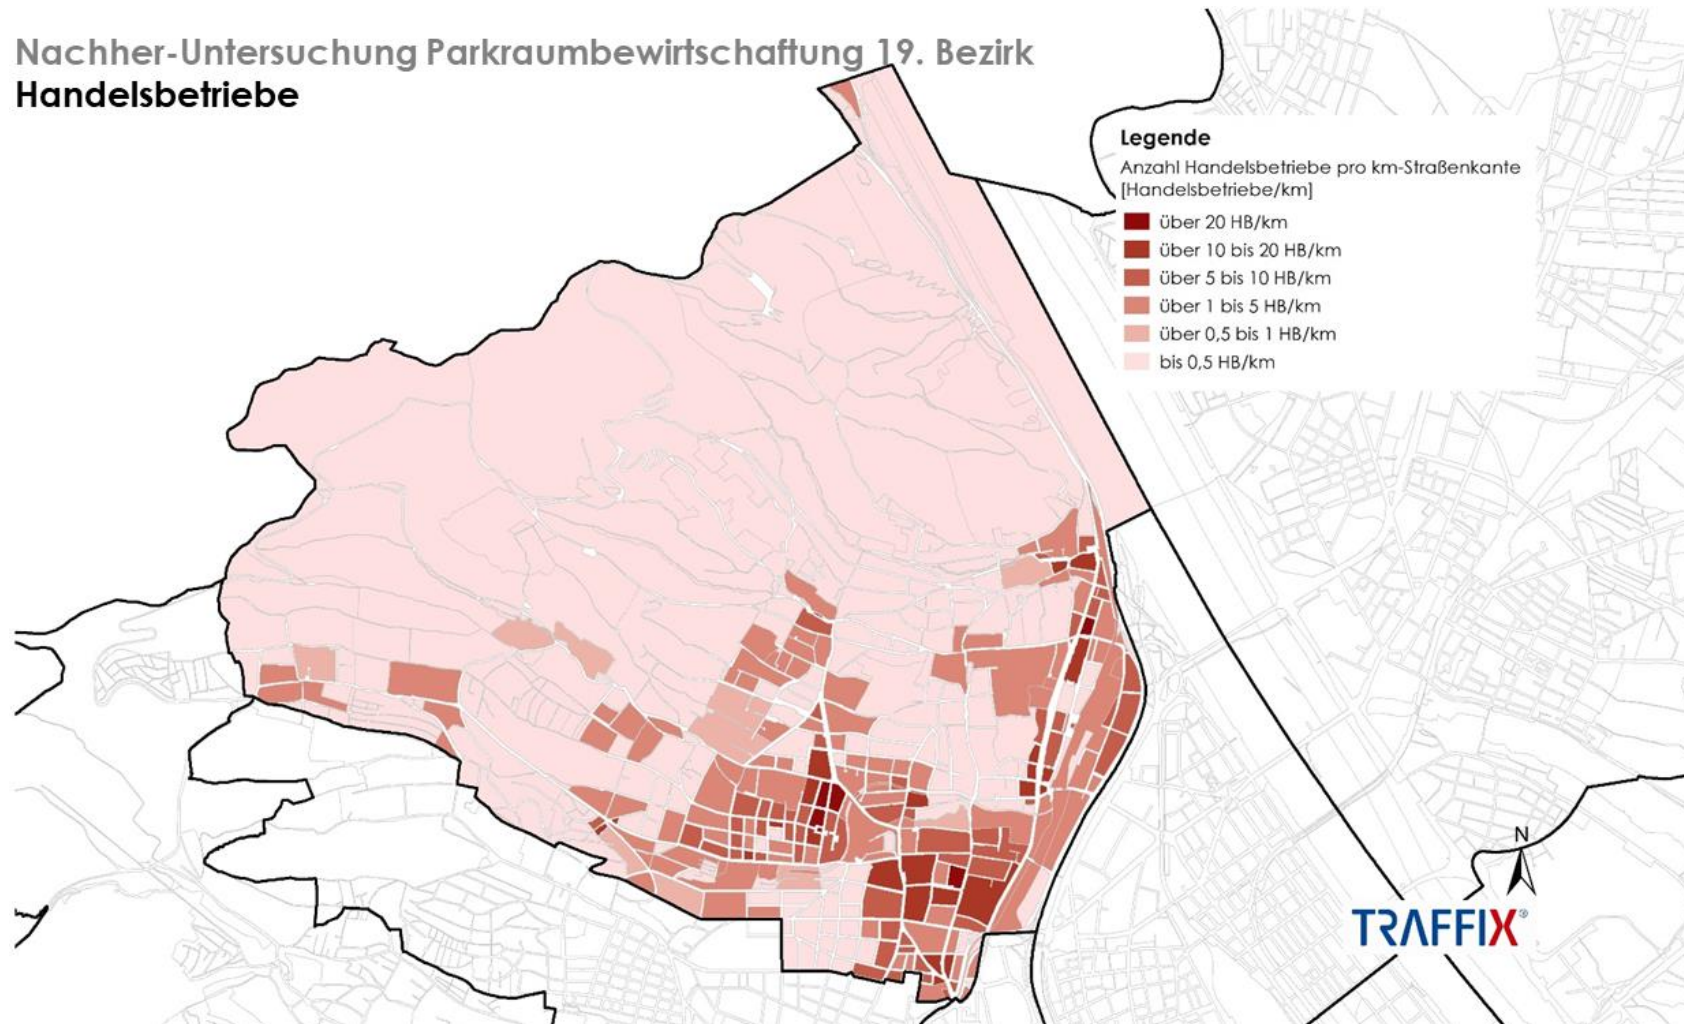 Nachher-Untersuchung Parkraumbewirtschaftung 19. Bezirk
Handelsbetriebe
Legende
Anzahl Handelsbetriebe pro km-Straßenkante
[Handelsbetriebe/km]
über 20 HB/km
über 10 bis 20 HB/km
über 5 bis 10 HB/km
über 1 bis 5 HB/km
über 0,5 bis 1 HB/km
bis 0,5 HB/km
N
TRAFFIX®